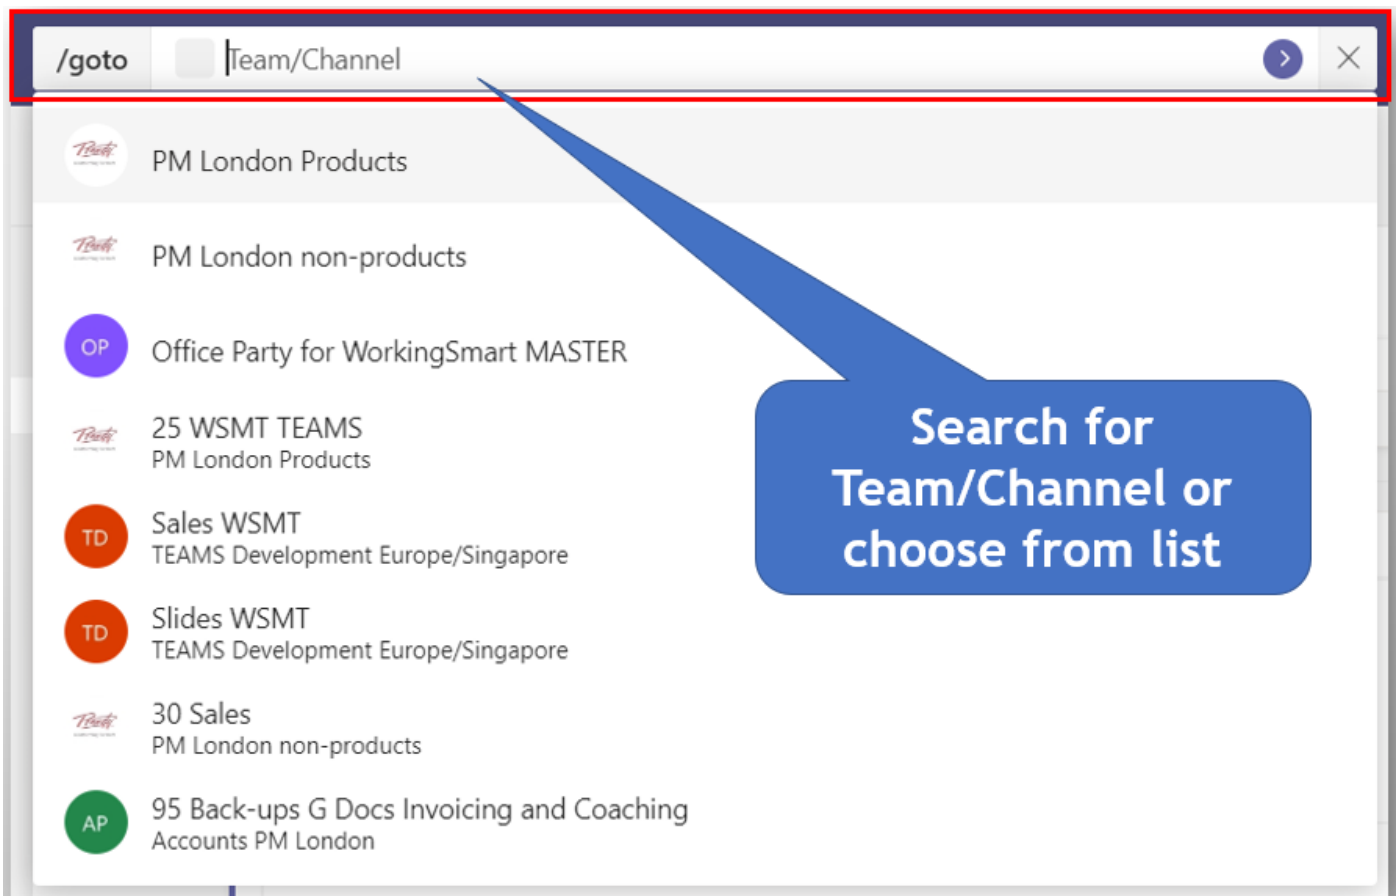 /goto Team/Channel
PM London Products
PM London non-products
OP Office Party for WorkingSmart MASTER
25 WSMT TEAMS
PM London Products
TD Sales WSMT
TEAMS Development Europe/Singapore
TD Slides WSMT
TEAMS Development Europe/Singapore
30 Sales
PM London non-products
AP 95 Back-ups G Docs Invoicing and Coaching
Accounts PM London
Search for
Team/Channel or
choose from list